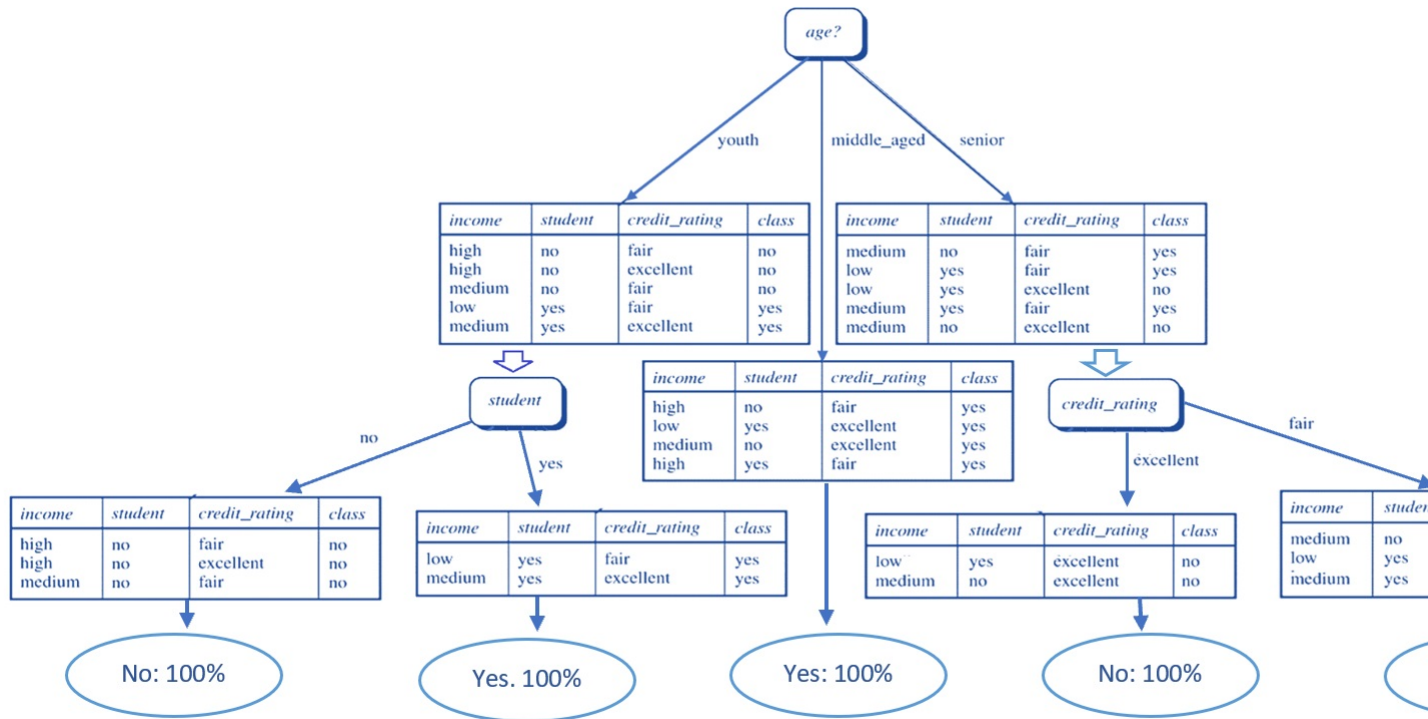 age?
youth
middle_aged
senior
income student credit_rating class
high no fair no
high no excellent no
medium no fair no
low yes fair yes
medium yes excellent yes
income student credit_rating class
medium no fair yes
low yes fair yes
low yes excellent no
medium yes fair yes
medium no excellent no
student
income student credit_rating class
high no fair yes
low yes excellent yes
medium no excellent yes
high yes fair yes
credit_rating
no
yes
excellent
fair
income student credit_rating class
high no fair no
high no excellent no
medium no fair no
income student credit_rating class
low yes fair yes
medium yes excellent yes
income student credit_rating class
low yes excellent no
medium no excellent no
income studen
medium no
low yes
medium yes
No: 100%
Yes. 100%
Yes: 100%
No: 100%